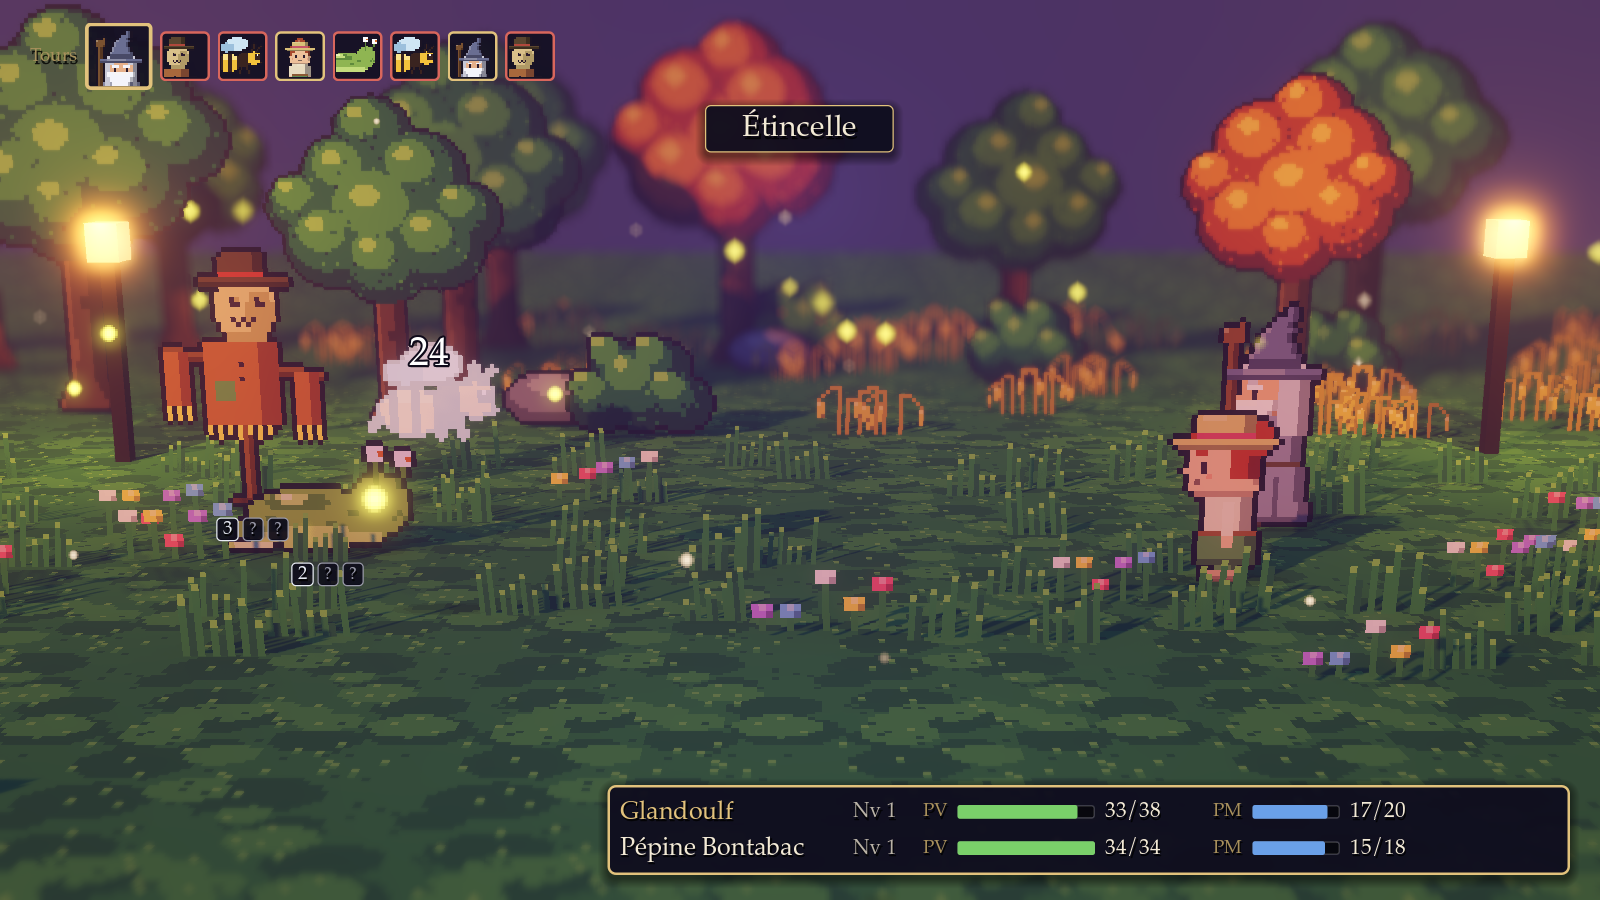 Tours
Étincelle
24
3 ? ?
2 ? ?
Glandoulf Nv 1 PV 33/38 PM 17/20
Pépine Bontabac Nv 1 PV 34/34 PM 15/18